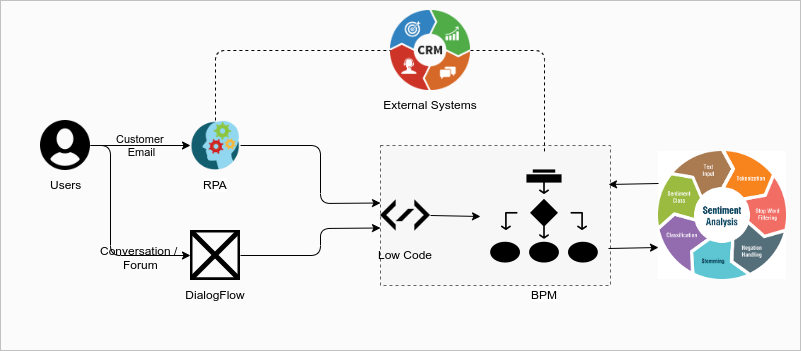 CRM
External Systems
Customer
Email
Users
RPA
Conversation /
Forum
DialogFlow
Low Code
BPM
Text
Input
Tokenization
Stop Word
Filtering
Negation
Handling
Stemming
Classification
Sentiment
Class
Sentiment
Analysis